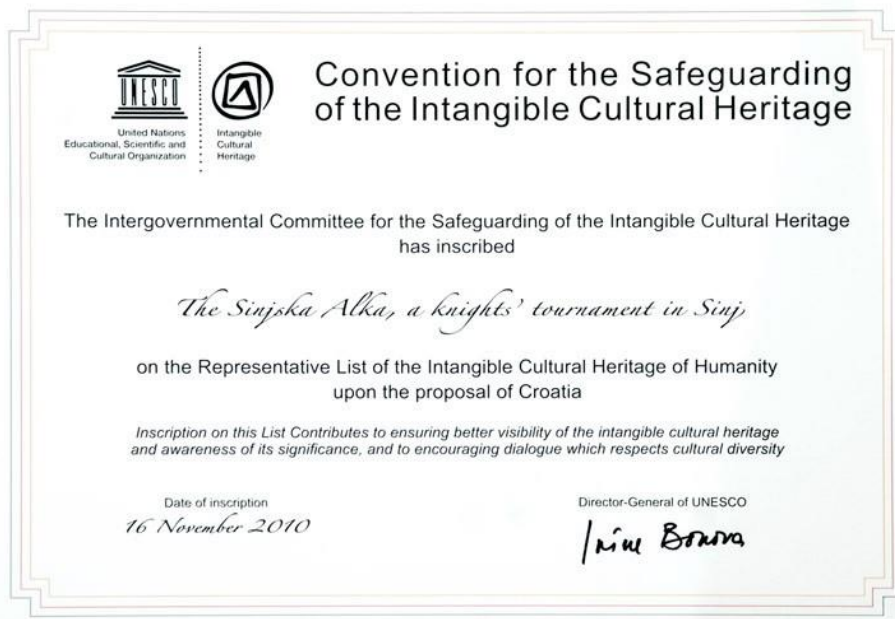 UNESCO
United Nations
Educational, Scientific and
Cultural Organization
Intangible
Cultural
Heritage
Convention for the Safeguarding
of the Intangible Cultural Heritage
The Intergovernmental Committee for the Safeguarding of the Intangible Cultural Heritage
has inscribed
The Sinjska Alka, a knights' tournament in Sinj
on the Representative List of the Intangible Cultural Heritage of Humanity
upon the proposal of Croatia
Inscription on this List Contributes to ensuring better visibility of the intangible cultural heritage
and awareness of its significance, and to encouraging dialogue which respects cultural diversity
Date of inscription
16 November 2010
Director-General of UNESCO